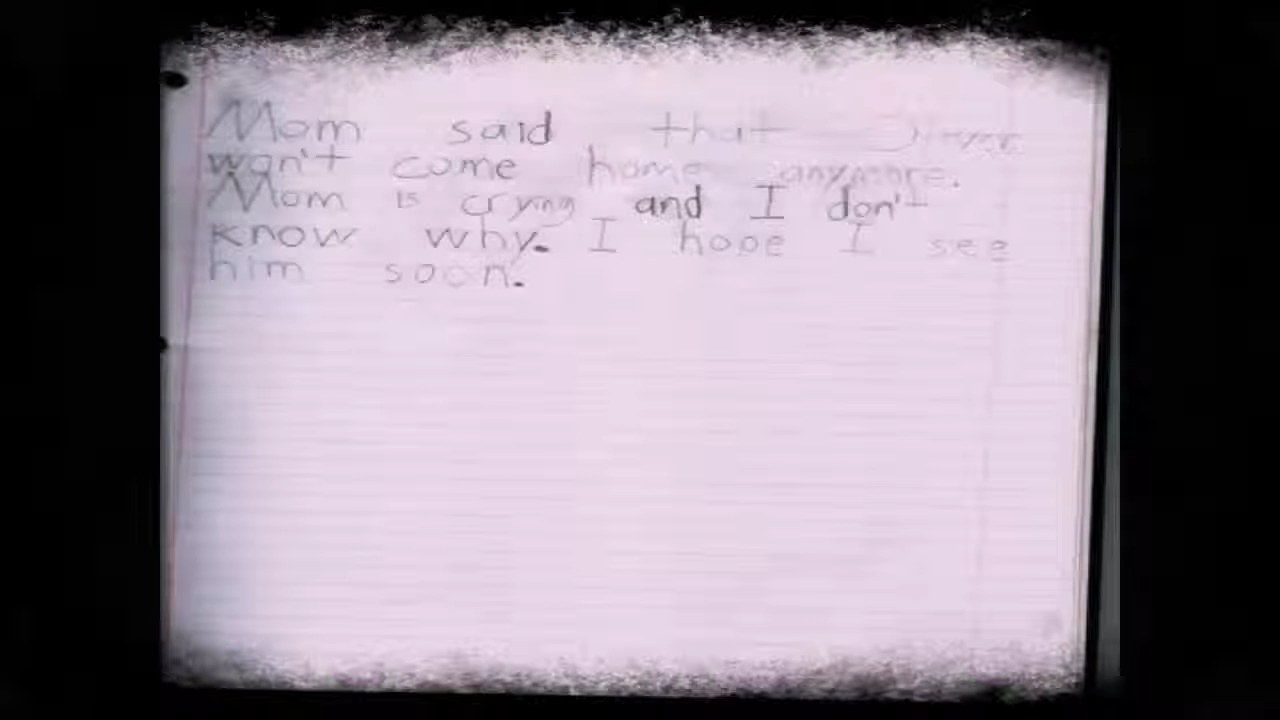 Mom said that
won't come home anymore.
Mom is crying and I don't
know why. I hope I see
him soon.